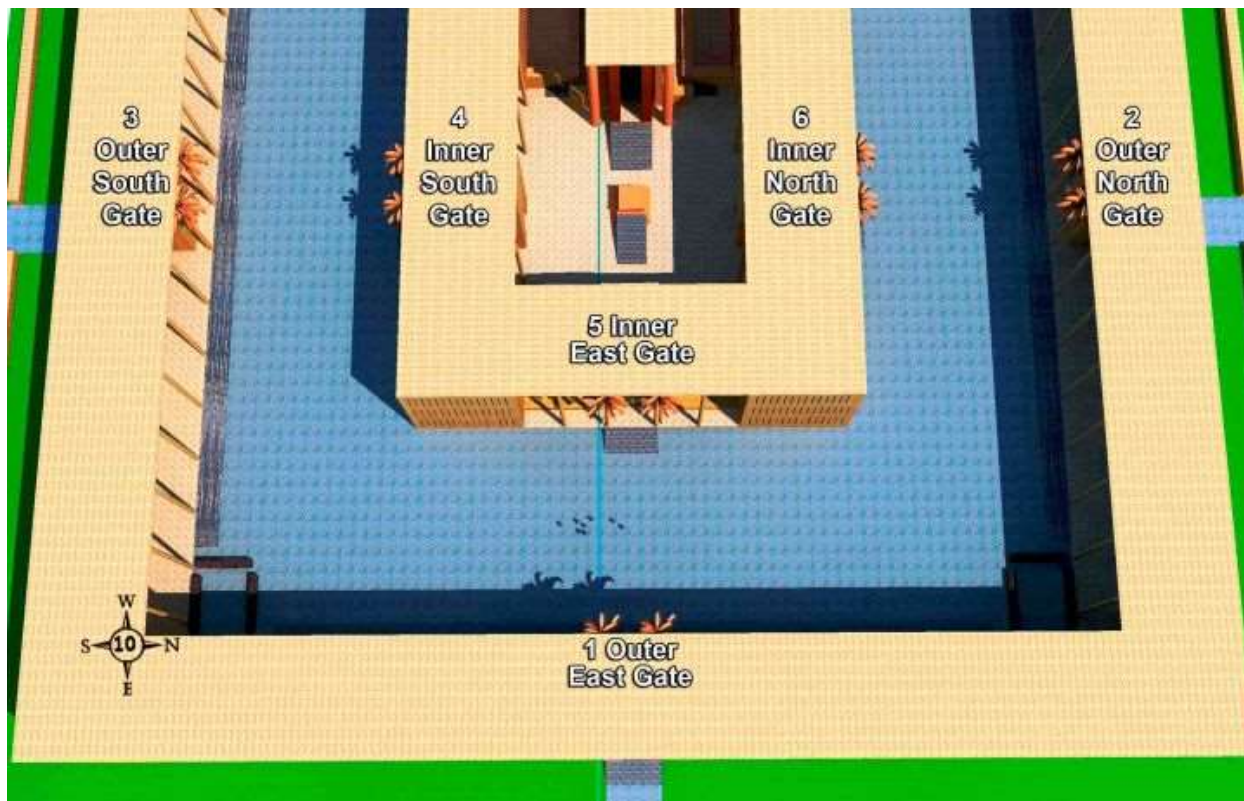 3
Outer
South
Gate
4
Inner
South
Gate
6
Inner
North
Gate
2
Outer
North
Gate
5 Inner
East Gate
1 Outer
East Gate
W
S 10 N
E